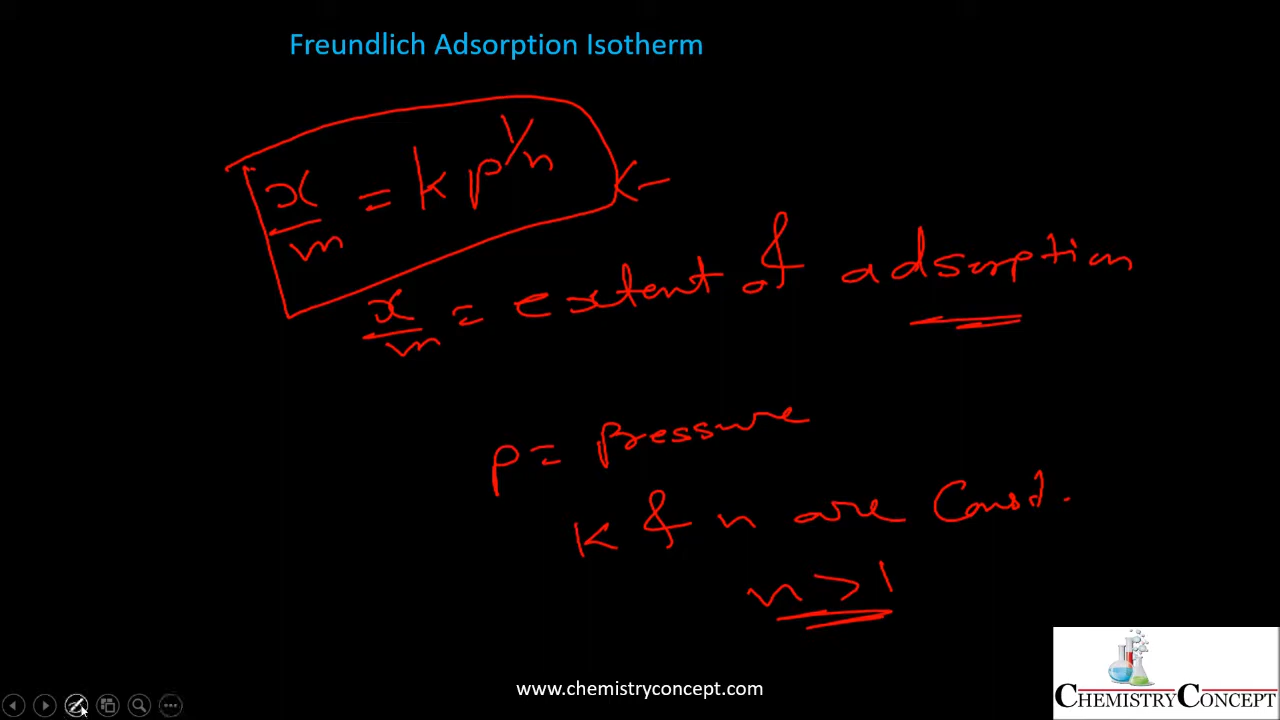 Freundlich Adsorption Isotherm
x/m = k p^1/n ←
x/m = extent of adsorption
p = pressure
k & n are Const.
n > 1
www.chemistryconcept.com
CHEMISTRY CONCEPT